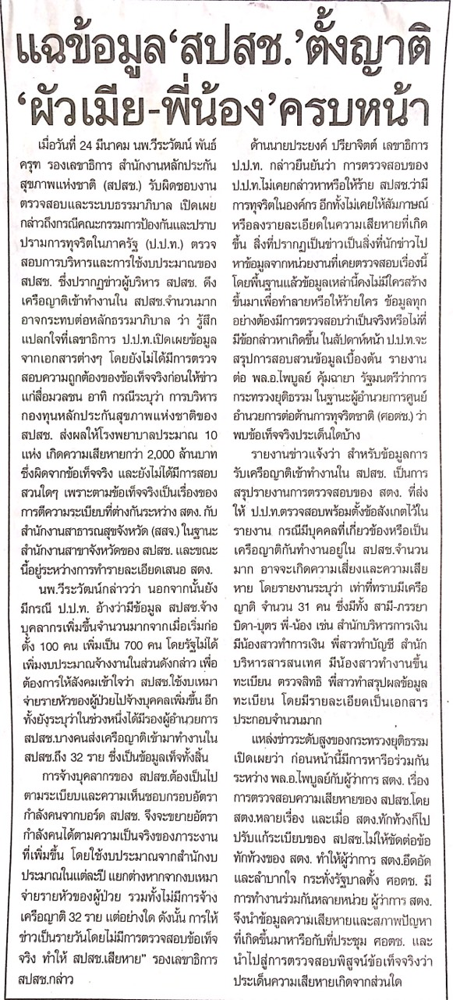 แฉข้อมูล‘สปสช.’ตั้งญาติ
‘ผัวเมีย-พี่น้อง’ครบหน้า
เมื่อวันที่ 24 มีนาคม นพ.วีระวัฒน์ พันธ์
ครุฑ รองเลขาธิการ สำนักงานหลักประกัน
สุขภาพแห่งชาติ (สปสช.) รับผิดชอบงาน
ตรวจสอบและระบบธรรมาภิบาล เปิดเผย
กล่าวถึงกรณีคณะกรรมการป้องกันและปราบ
ปรามการทุจริตในภาครัฐ (ป.ป.ท.) ตรวจ
สอบการบริหารและการใช้งบประมาณของ
สปสช. ซึ่งปรากฏข่าวผู้บริหาร สปสช. ดึง
เครือญาติเข้าทำงานใน สปสช.จำนวนมาก
อาจกระทบต่อหลักธรรมาภิบาล ว่า รู้สึก
แปลกใจที่เลขาธิการ ป.ป.ท.เปิดเผยข้อมูล
จากเอกสารต่างๆ โดยยังไม่ได้มีการตรวจ
สอบความถูกต้องของข้อเท็จจริงก่อนให้ข่าว
แก่สื่อมวลชน อาทิ กรณีระบุว่า การบริหาร
กองทุนหลักประกันสุขภาพแห่งชาติของ
สปสช. ส่งผลให้โรงพยาบาลประมาณ 10
แห่ง เกิดความเสียหายกว่า 2,000 ล้านบาท
ซึ่งผิดจากข้อเท็จจริง และยังไม่ได้มีการสอบ
สวนใดๆ เพราะตามข้อเท็จจริงเป็นเรื่องของ
การตีความระเบียบที่ต่างกันระหว่าง สตง. กับ
สำนักงานสาธารณสุขจังหวัด (สสจ.) ในฐานะ
สำนักงานสาขาจังหวัดของ สปสช. และขณะ
นี้อยู่ระหว่างการทำรายละเอียดเสนอ สตง.
นพ.วีระวัฒน์กล่าวว่า นอกจากนั้นยัง
มีกรณี ป.ป.ท. อ้างว่ามีข้อมูล สปสช.จ้าง
บุคลากรเพิ่มขึ้นจำนวนมากจากเมื่อเริ่มก่อ
ตั้ง 100 คน เพิ่มเป็น 700 คน โดยรัฐไม่ได้
เพิ่มงบประมาณจ้างงานในส่วนดังกล่าว เพื่อ
ต้องการให้สังคมเข้าใจว่า สปสช.ใช้งบเหมา
จ่ายรายหัวของผู้ป่วยไปจ้างบุคคลเพิ่มขึ้น อีก
ทั้งยังระบุว่าในช่วงหนึ่งได้มีรองผู้อำนวยการ
สปสช.บางคนส่งเครือญาติเข้ามาทำงานใน
สปสช.ถึง 32 ราย ซึ่งเป็นข้อมูลเท็จทั้งสิ้น
การจ้างบุคลากรของ สปสช.ต้องเป็นไป
ตามระเบียบและความเห็นชอบกรอบอัตรา
กำลังคนจากบอร์ด สปสช. จึงจะขยายอัตรา
กำลังคนได้ตามความเป็นจริงของภาระงาน
ที่เพิ่มขึ้น โดยใช้งบประมาณจากสำนักงบ
ประมาณในแต่ละปี แยกต่างหากจากงบเหมา
จ่ายรายหัวของผู้ป่วย รวมทั้งไม่มีการจ้าง
เครือญาติ 32 ราย แต่อย่างใด ดังนั้น การให้
ข่าวเป็นรายวันโดยไม่มีการตรวจสอบข้อเท็จ
จริง ทำให้ สปสช.เสียหาย” รองเลขาธิการ
สปสช.กล่าว
ด้านนายประยงค์ ปรียาจิตต์ เลขาธิการ
ป.ป.ท. กล่าวยืนยันว่า การตรวจสอบของ
ป.ป.ท.ไม่เคยกล่าวหาหรือให้ร้าย สปสช.ว่ามี
การทุจริตในองค์กร อีกทั้งไม่เคยให้สัมภาษณ์
หรือลงรายละเอียดในความเสียหายที่เกิด
ขึ้น สิ่งที่ปรากฏเป็นข่าวเป็นสิ่งที่นักข่าวไป
หาข้อมูลจากหน่วยงานที่เคยตรวจสอบเรื่องนี้
โดยพื้นฐานแล้วข้อมูลเหล่านี้คงไม่มีใครสร้าง
ขึ้นมาเพื่อทำลายหรือให้ร้ายใคร ข้อมูลทุก
อย่างต้องมีการตรวจสอบว่าเป็นจริงหรือไม่ที่
มีข้อกล่าวหาเกิดขึ้น ในสัปดาห์หน้า ป.ป.ท.จะ
สรุปการสอบสวนข้อมูลเบื้องต้น รายงาน
ต่อ พล.อ.ไพบูลย์ คุ้มฉายา รัฐมนตรีว่าการ
กระทรวงยุติธรรม ในฐานะผู้อำนวยการศูนย์
อำนวยการต่อต้านการทุจริตชาติ (ศอตช.) ว่า
พบข้อเท็จจริงประเด็นใดบ้าง
รายงานข่าวแจ้งว่า สำหรับข้อมูลการ
รับเครือญาติเข้าทำงานใน สปสช. เป็นการ
สรุปรายงานการตรวจสอบของ สตง. ที่ส่ง
ให้ ป.ป.ท.ตรวจสอบพร้อมตั้งข้อสังเกตไว้ใน
รายงาน กรณีมีบุคคลที่เกี่ยวข้องหรือเป็น
เครือญาติกันทำงานอยู่ใน สปสช.จำนวน
มาก อาจจะเกิดความเสี่ยงและความเสีย
หาย โดยรายงานระบุว่า เท่าที่ทราบมีเครือ
ญาติ จำนวน 31 คน ซึ่งมีทั้ง สามี-ภรรยา
บิดา-บุตร พี่-น้อง เช่น สำนักบริหารการเงิน
มีน้องสาวทำการเงิน พี่สาวทำบัญชี สำนัก
บริหารสารสนเทศ มีน้องสาวทำงานขึ้น
ทะเบียน ตรวจสิทธิ พี่สาวทำสรุปผลข้อมูล
ทะเบียน โดยมีรายละเอียดเป็นเอกสาร
ประกอบจำนวนมาก
แหล่งข่าวระดับสูงของกระทรวงยุติธรรม
เปิดเผยว่า ก่อนหน้านี้มีการหารือร่วมกัน
ระหว่าง พล.อ.ไพบูลย์กับผู้ว่าการ สตง. เรื่อง
การตรวจสอบความเสียหายของ สปสช.โดย
สตง.หลายเรื่อง และเมื่อ สตง.ทักท้วงก็ไป
ปรับแก้ระเบียบของ สปสช.ไม่ให้ขัดต่อข้อ
ทักท้วงของ สตง. ทำให้ผู้ว่าการ สตง.อึดอัด
และลำบากใจ กระทั่งรัฐบาลตั้ง ศอตช. มี
การทำงานร่วมกันหลายหน่วย ผู้ว่าการ สตง.
จึงนำข้อมูลความเสียหายและสภาพปัญหา
ที่เกิดขึ้นมาหารือกับที่ประชุม ศอตช. และ
นำไปสู่การตรวจสอบพิสูจน์ข้อเท็จจริงว่า
ประเด็นความเสียหายเกิดจากส่วนใด